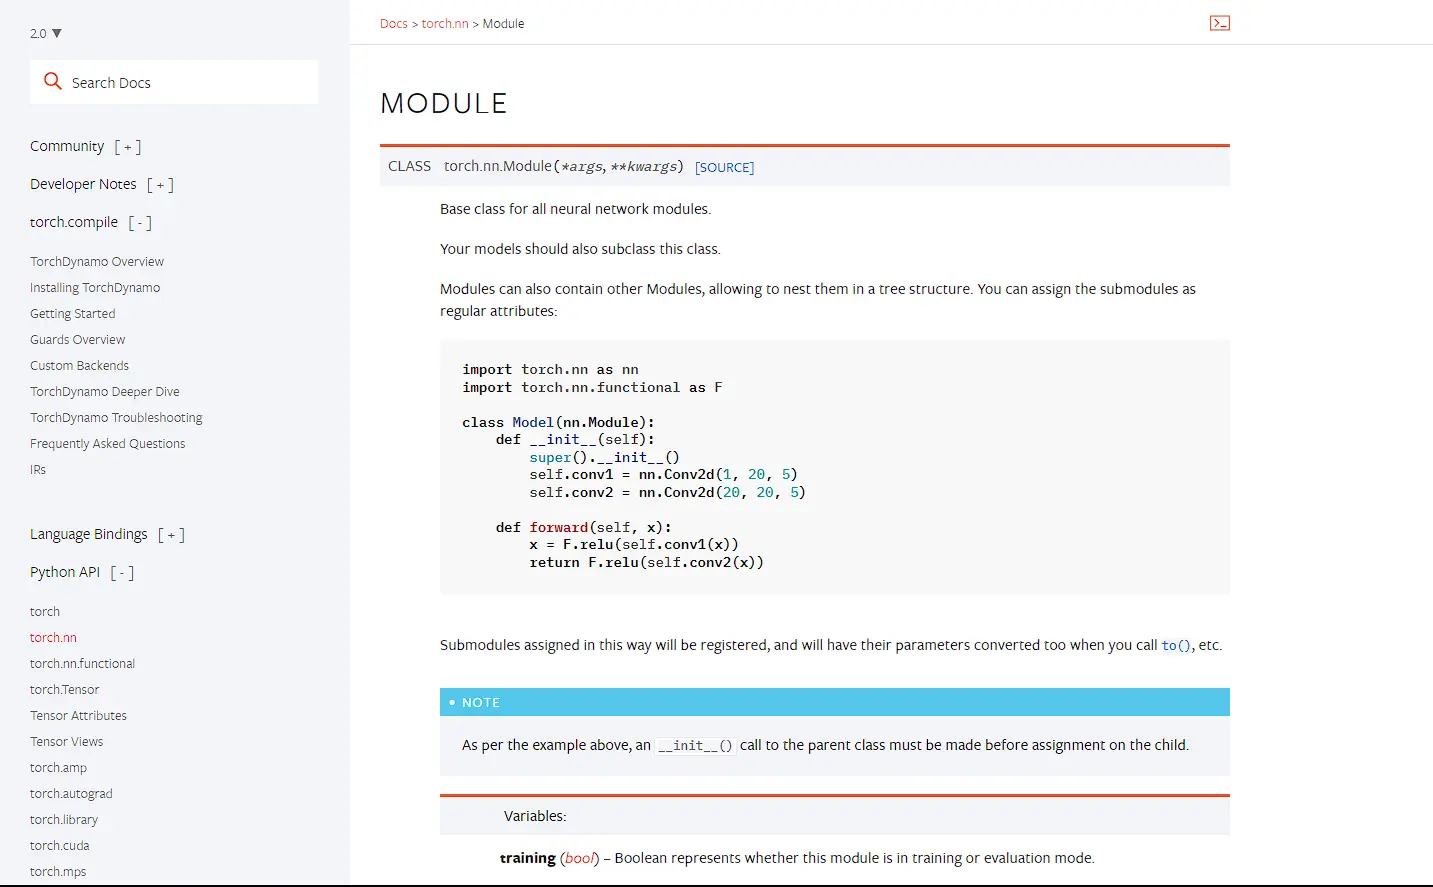 2.0 ▼
Search Docs
Community [ + ]
Developer Notes [ + ]
torch.compile [ - ]
TorchDynamo Overview
Installing TorchDynamo
Getting Started
Guards Overview
Custom Backends
TorchDynamo Deeper Dive
TorchDynamo Troubleshooting
Frequently Asked Questions
IRs
Language Bindings [ + ]
Python API [ - ]
torch
torch.nn
torch.nn.functional
torch.Tensor
Tensor Attributes
Tensor Views
torch.amp
torch.autograd
torch.library
torch.cuda
torch.mps
Docs > torch.nn > Module
>_
MODULE
CLASS torch.nn.Module(*args, **kwargs) [SOURCE]
Base class for all neural network modules.
Your models should also subclass this class.
Modules can also contain other Modules, allowing to nest them in a tree structure. You can assign the submodules as
regular attributes:
import torch.nn as nn
import torch.nn.functional as F
class Model(nn.Module):
    def __init__(self):
        super().__init__()
        self.conv1 = nn.Conv2d(1, 20, 5)
        self.conv2 = nn.Conv2d(20, 20, 5)
    def forward(self, x):
        x = F.relu(self.conv1(x))
        return F.relu(self.conv2(x))
Submodules assigned in this way will be registered, and will have their parameters converted too when you call to(), etc.
• NOTE
As per the example above, an __init__() call to the parent class must be made before assignment on the child.
Variables:
training (bool) – Boolean represents whether this module is in training or evaluation mode.